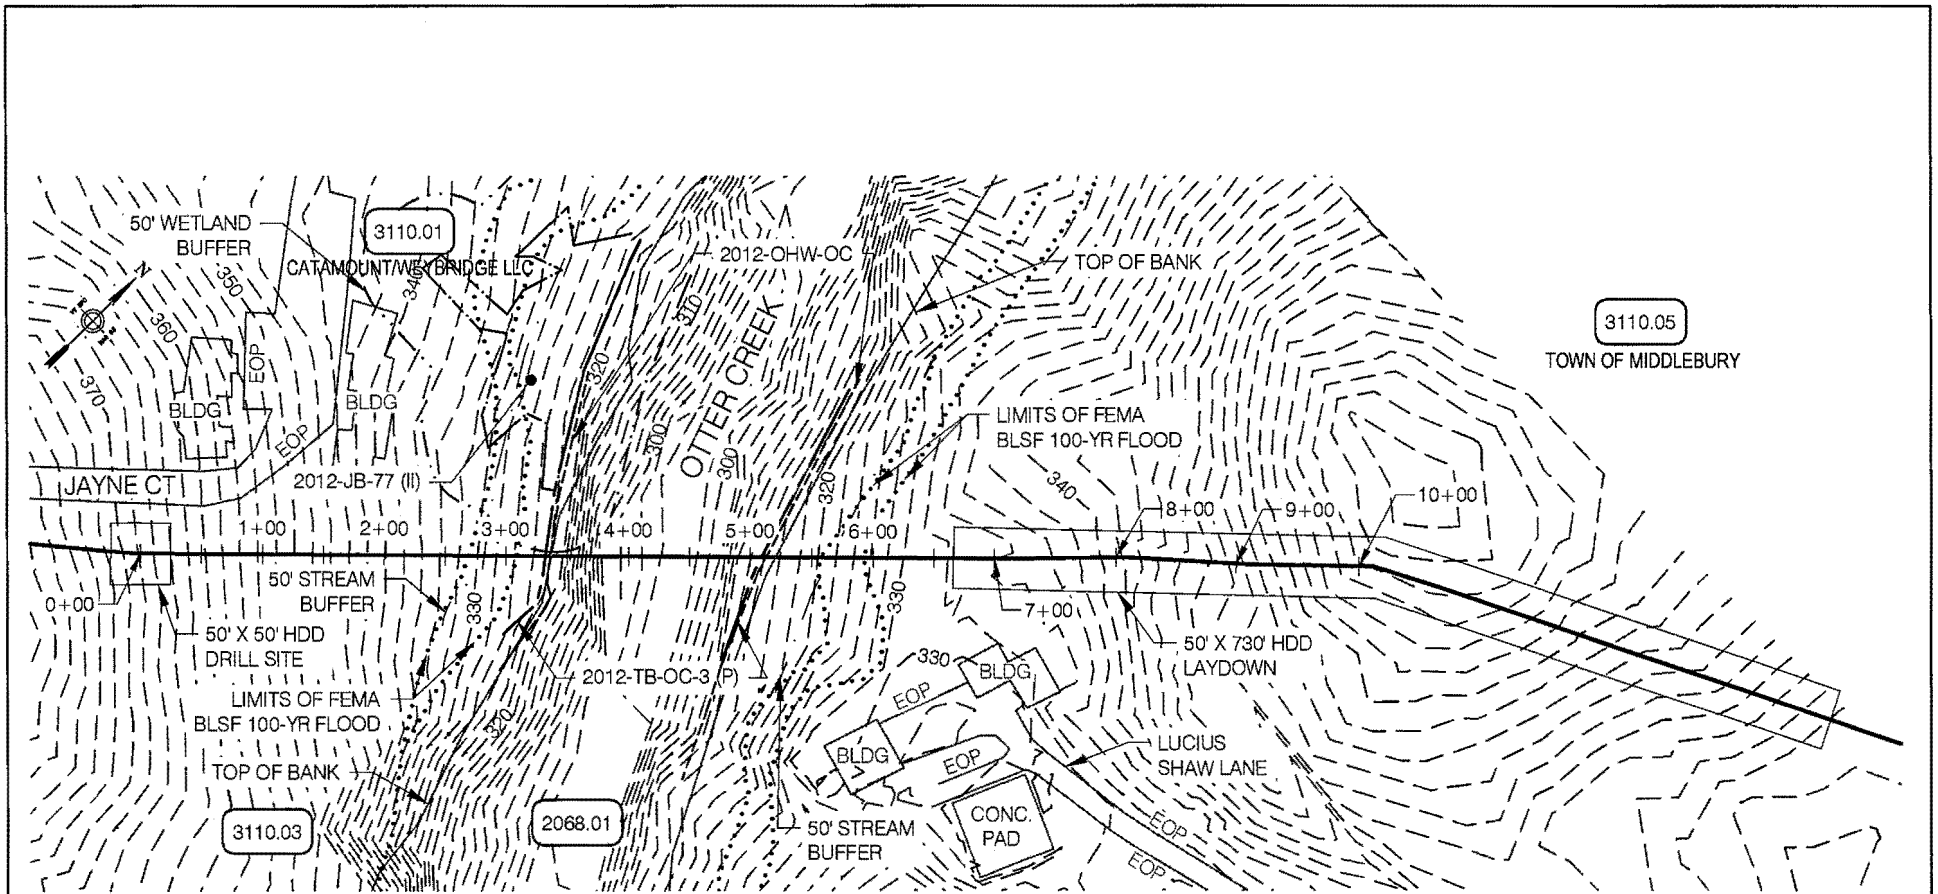 50' WETLAND
BUFFER
3110.01
CATAMOUNT/WEYBRIDGE LLC
2012-OHW-OC
TOP OF BANK
N
350
340
360
370
EOP
BLDG
BLDG
EOP
JAYNE CT
2012-JB-77 (II)
320
310
300
OTTER CREEK
300
320
3110.05
TOWN OF MIDDLEBURY
LIMITS OF FEMA
BLSF 100-YR FLOOD
340
0+00
1+00
2+00
3+00
4+00
5+00
6+00
7+00
8+00
9+00
10+00
50' STREAM
BUFFER
330
330
50' X 50' HDD
DRILL SITE
LIMITS OF FEMA
BLSF 100-YR FLOOD
2012-TB-OC-3 (P)
320
TOP OF BANK
3110.03
2068.01
50' STREAM
BUFFER
330
BLDG
EOP
BLDG
EOP
CONC.
PAD
50' X 730' HDD
LAYDOWN
LUCIUS
SHAW LANE
EOP
EOP